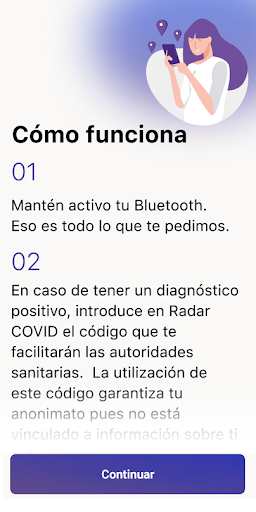 Cómo funciona
01
Mantén activo tu Bluetooth.
Eso es todo lo que te pedimos.
02
En caso de tener un diagnóstico
positivo, introduce en Radar
COVID el código que te
facilitarán las autoridades
sanitarias.  La utilización de
este código garantiza tu
anonimato pues no está
vinculado a información sobre ti
Continuar